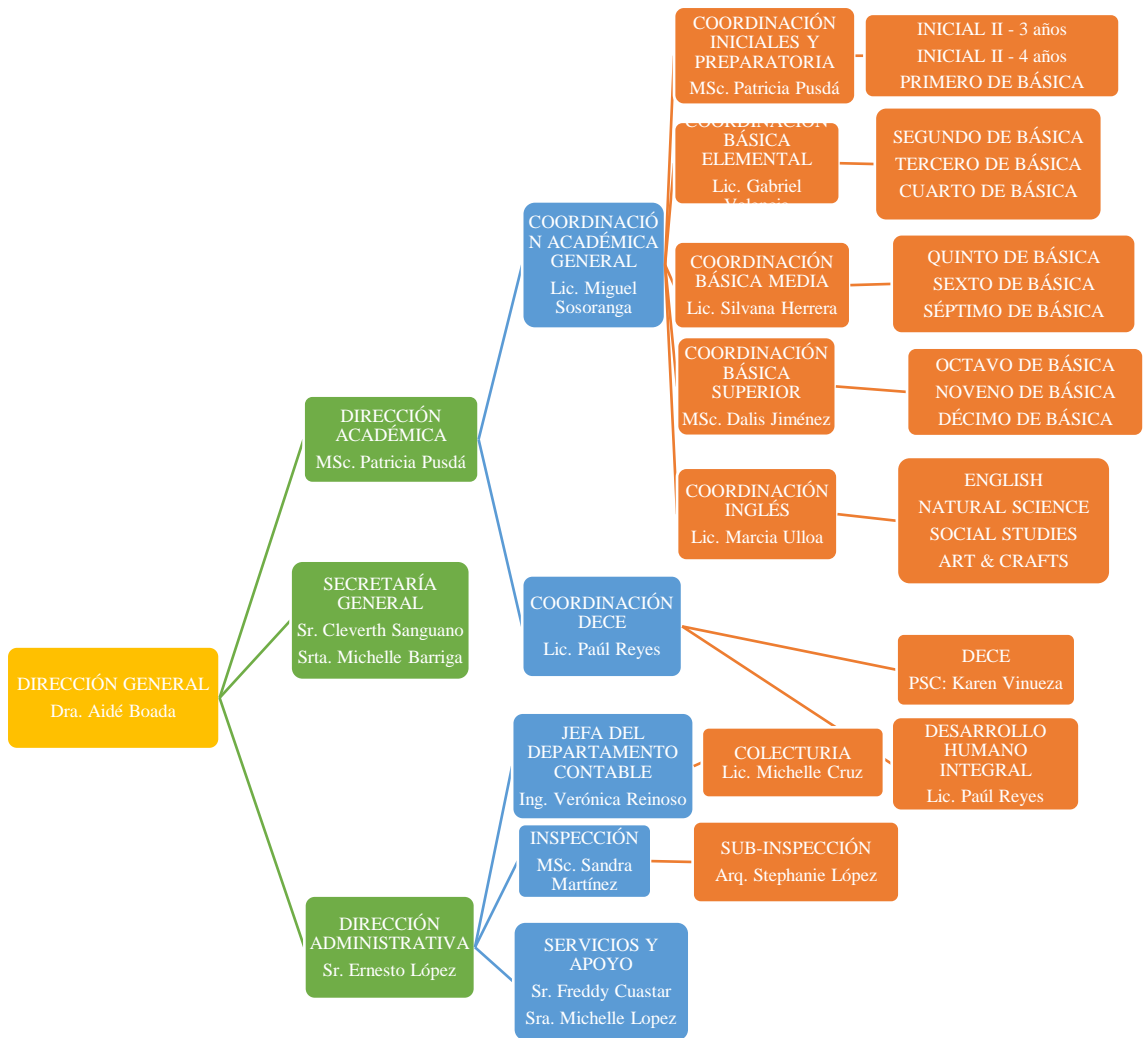 DIRECCIÓN GENERAL
Dra. Aidé Boada
DIRECCIÓN
ACADÉMICA
MSc. Patricia Pusdá
SECRETARÍA
GENERAL
Sr. Cleverth Sanguano
Srta. Michelle Barriga
DIRECCIÓN
ADMINISTRATIVA
Sr. Ernesto López
COORDINACIÓ
N ACADÉMICA
GENERAL
Lic. Miguel
Sosoranga
COORDINACIÓN
DECE
Lic. Paúl Reyes
JEFA DEL
DEPARTAMENTO
CONTABLE
Ing. Verónica Reinoso
INSPECCIÓN
MSc. Sandra
Martínez
SERVICIOS Y
APOYO
Sr. Freddy Cuastar
Sra. Michelle Lopez
COORDINACIÓN
INICIALES Y
PREPARATORIA
MSc. Patricia Pusdá
INICIAL II - 3 años
INICIAL II - 4 años
PRIMERO DE BÁSICA
COORDINACIÓN
BÁSICA
ELEMENTAL
Lic. Gabriel
SEGUNDO DE BÁSICA
TERCERO DE BÁSICA
CUARTO DE BÁSICA
COORDINACIÓN
BÁSICA MEDIA
Lic. Silvana Herrera
QUINTO DE BÁSICA
SEXTO DE BÁSICA
SÉPTIMO DE BÁSICA
COORDINACIÓN
BÁSICA
SUPERIOR
MSc. Dalis Jiménez
OCTAVO DE BÁSICA
NOVENO DE BÁSICA
DÉCIMO DE BÁSICA
COORDINACIÓN
INGLÉS
Lic. Marcia Ulloa
ENGLISH
NATURAL SCIENCE
SOCIAL STUDIES
ART & CRAFTS
DECE
PSC: Karen Vinueza
DESARROLLO
HUMANO
INTEGRAL
Lic. Paúl Reyes
COLECTURIA
Lic. Michelle Cruz
SUB-INSPECCIÓN
Arq. Stephanie López